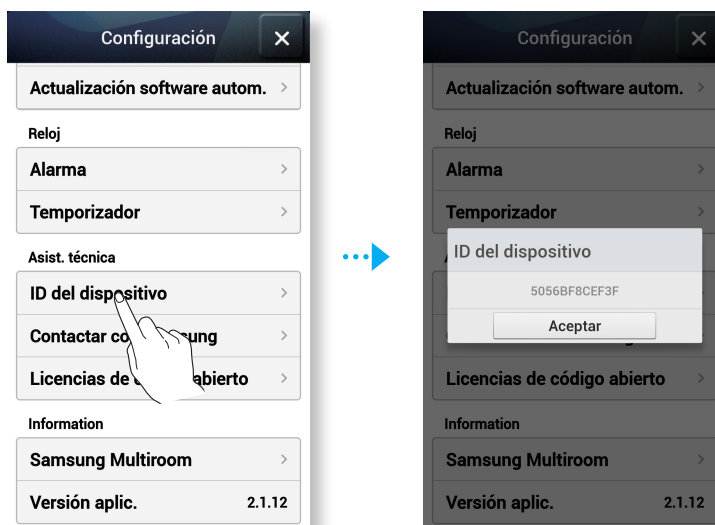 Configuración
Actualización software autom.
Reloj
Alarma
Temporizador
Asist. técnica
ID del dispositivo
Contactar co sung
Licencias de abierto
Information
Samsung Multiroom
Versión aplic. 2.1.12
Configuración
Actualización software autom.
Reloj
Alarma
Temporizador
ID del dispositivo
5056BF8CEF3F
Aceptar
Licencias de código abierto
Information
Samsung Multiroom
Versión aplic. 2.1.12